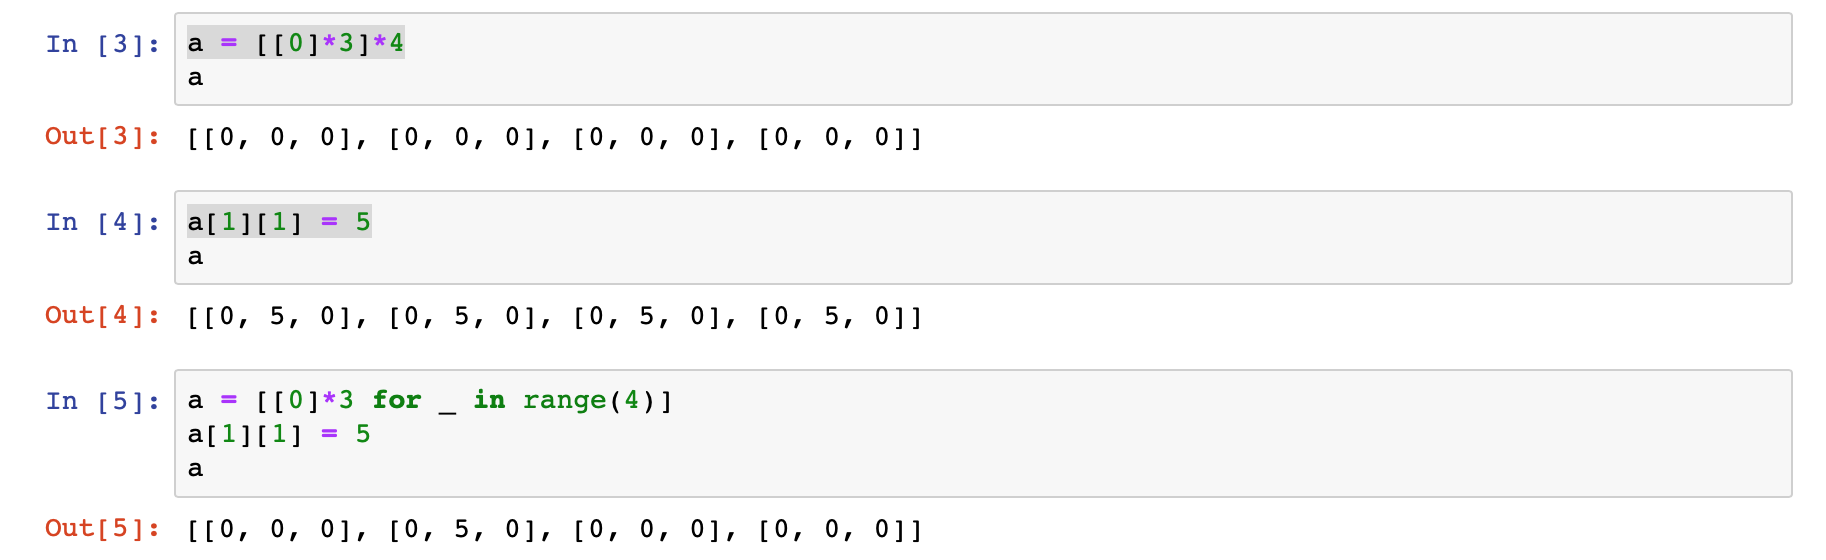 In [3]: a = [[0]*3]*4
a
Out[3]: [[0, 0, 0], [0, 0, 0], [0, 0, 0], [0, 0, 0]]
In [4]: a[1][1] = 5
a
Out[4]: [[0, 5, 0], [0, 5, 0], [0, 5, 0], [0, 5, 0]]
In [5]: a = [[0]*3 for _ in range(4)]
a[1][1] = 5
a
Out[5]: [[0, 0, 0], [0, 5, 0], [0, 0, 0], [0, 0, 0]]